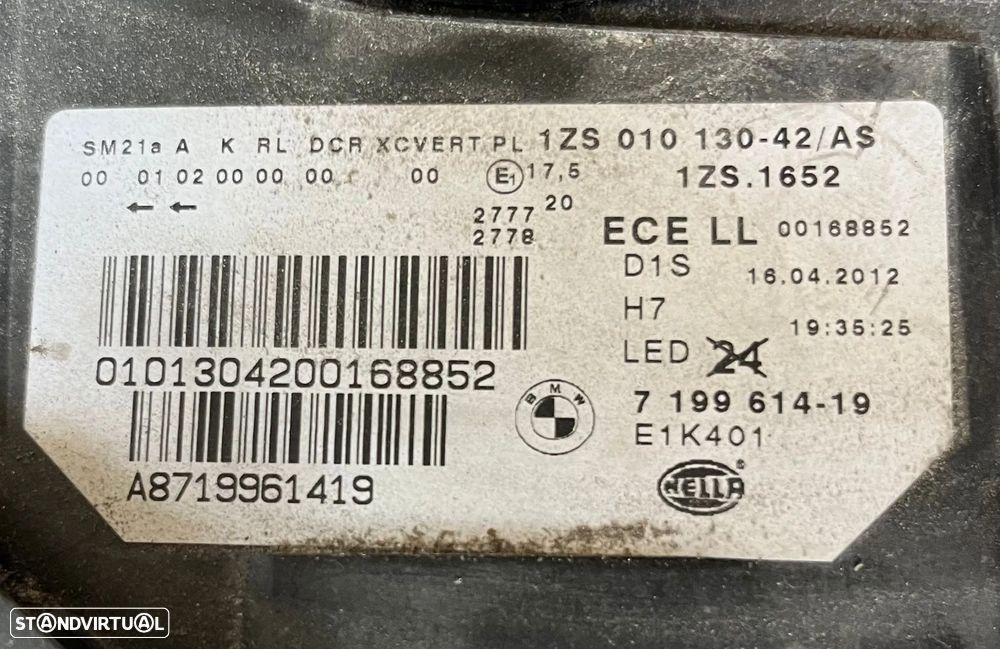 SM21a A K RL DCR XCVERT PL 1ZS 010 130-42/AS
00 01 02 00 00 00 00 E1 17,5 1ZS.1652
← ←
2777 20
2778 ECE LL 00168852
D1S 16.04.2012
H7 19:35:25
LED 24
0101304200168852
BMW 7 199 614-19
E1K401
A8719961419
HELLA ®
STANDVIRTUAL